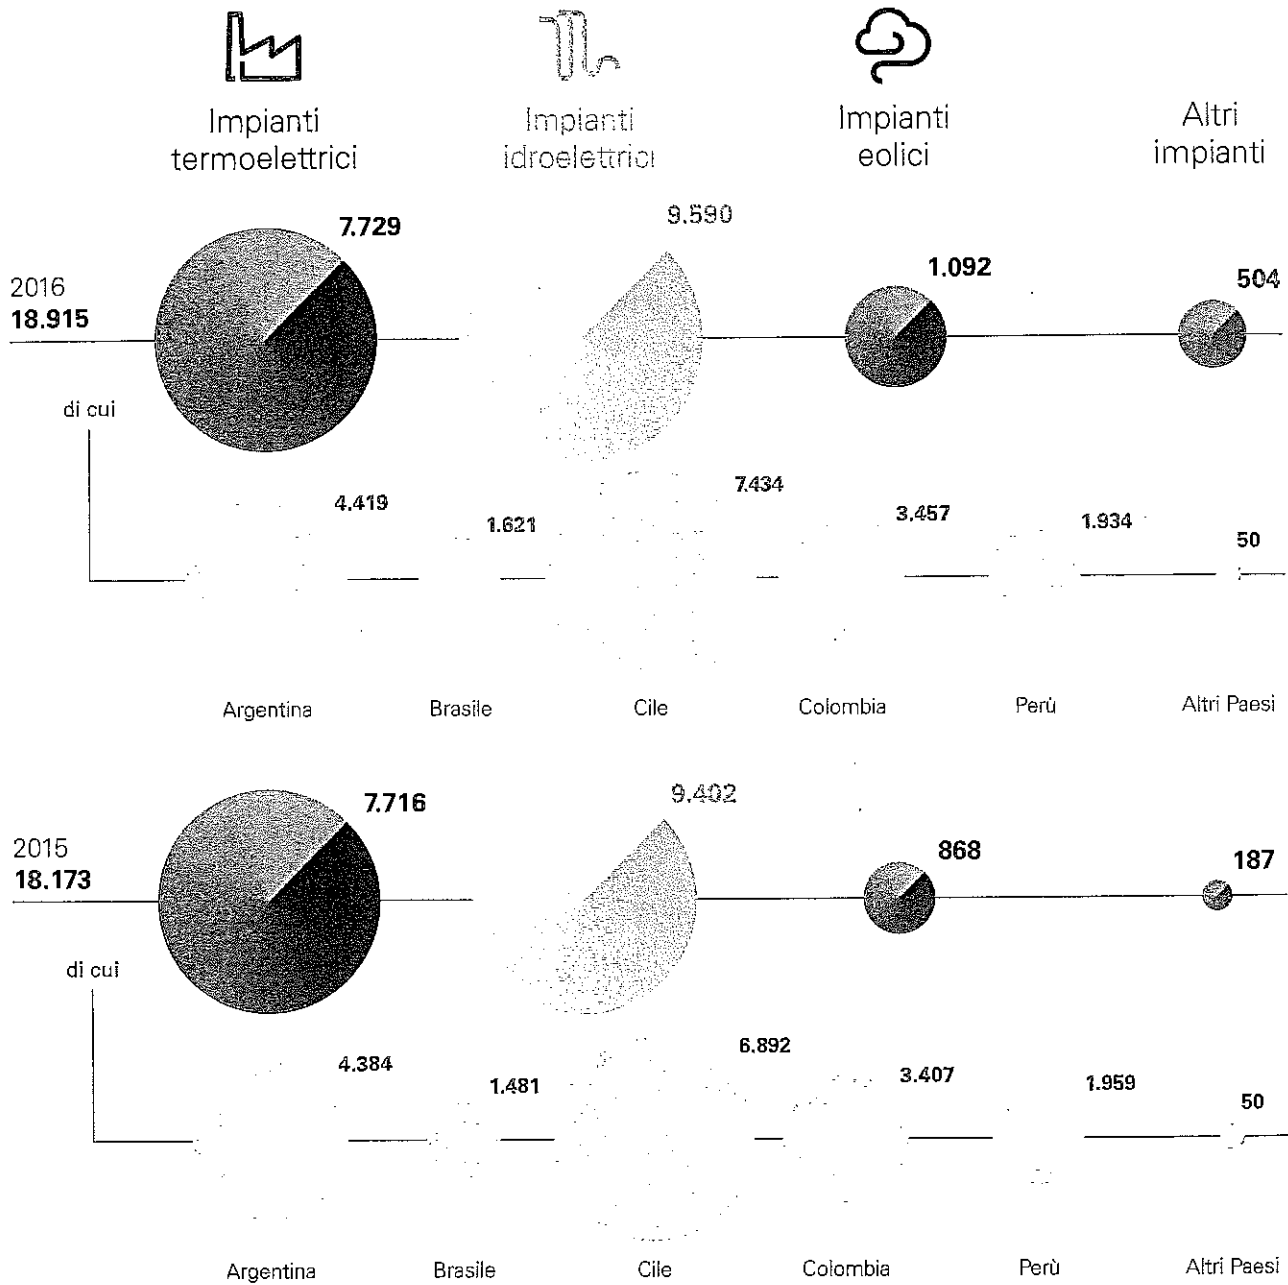 Impianti
termoelettrici
Impianti
idroelettrici
Impianti
eolici
Altri
impianti
2016
18.915
7.729
9.590
1.092
504
di cui
4.419
1.621
7.434
3.457
1.934
50
Argentina
Brasile
Cile
Colombia
Perù
Altri Paesi
2015
18.173
7.716
9.402
868
187
di cui
4.384
1.481
6.892
3.407
1.959
50
Argentina
Brasile
Cile
Colombia
Perù
Altri Paesi